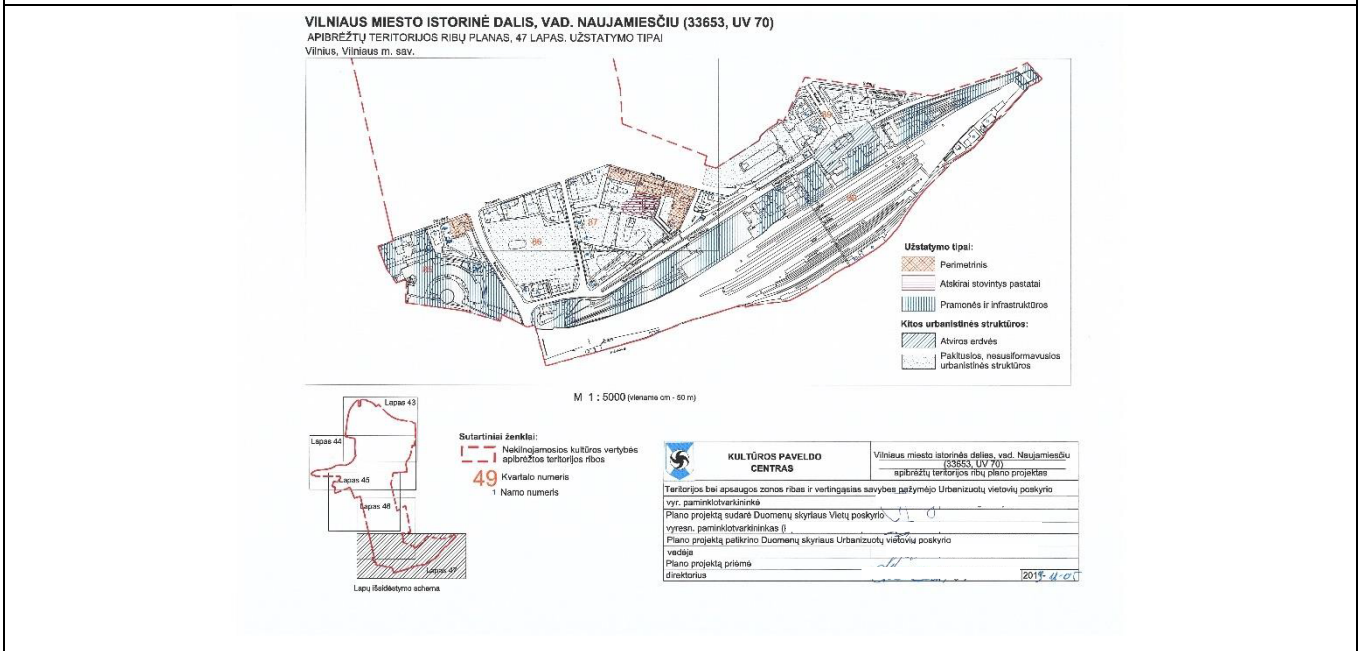 VILNIAUS MIESTO ISTORINĖ DALIS, VAD. NAUJAMIESČIU (33653, UV 70)
APIBRĖŽTŲ TERITORIJOS RIBŲ PLANAS, 47 LAPAS. UŽSTATYMO TIPAI
Vilnius, Vilniaus m. sav.
86
87
Užstatymo tipai:
Perimetrinis
Atskirai stovintys pastatai
Pramonės ir infrastruktūros
Kitos urbanistinės struktūros:
Atviros erdvės
Pakitusios, nesusiformavusios
urbanistinės struktūros
M 1 : 5000 (viename cm - 50 m)
Lapas 43
Lapas 44
Lapas 45
Lapas 46
Lapas 47
Lapų išsidėstymo schema
Sutartiniai ženklai:
Nekilnojamosios kultūros vertybės
apibrėžtos teritorijos ribos
49 Kvartalo numeris
1 Namo numeris
KULTŪROS PAVELDO
CENTRAS
Vilniaus miesto istorinės dalies, vad. Naujamiesčiu
(33653, UV 70)
apibrėžtų teritorijos ribų plano projektas
Teritorijos bei apsaugos zonos ribas ir vertingąsias savybes pažymėjo Urbanizuotų vietovių poskyrio
vyr. paminklotvarkininkė
Plano projektą sudarė Duomenų skyriaus Vietų poskyrio
vyresn. paminklotvarkininkas (
Plano projektą patikrino Duomenų skyriaus Urbanizuotų vietovių poskyrio
vedėja
Plano projektą priėmė
direktorius